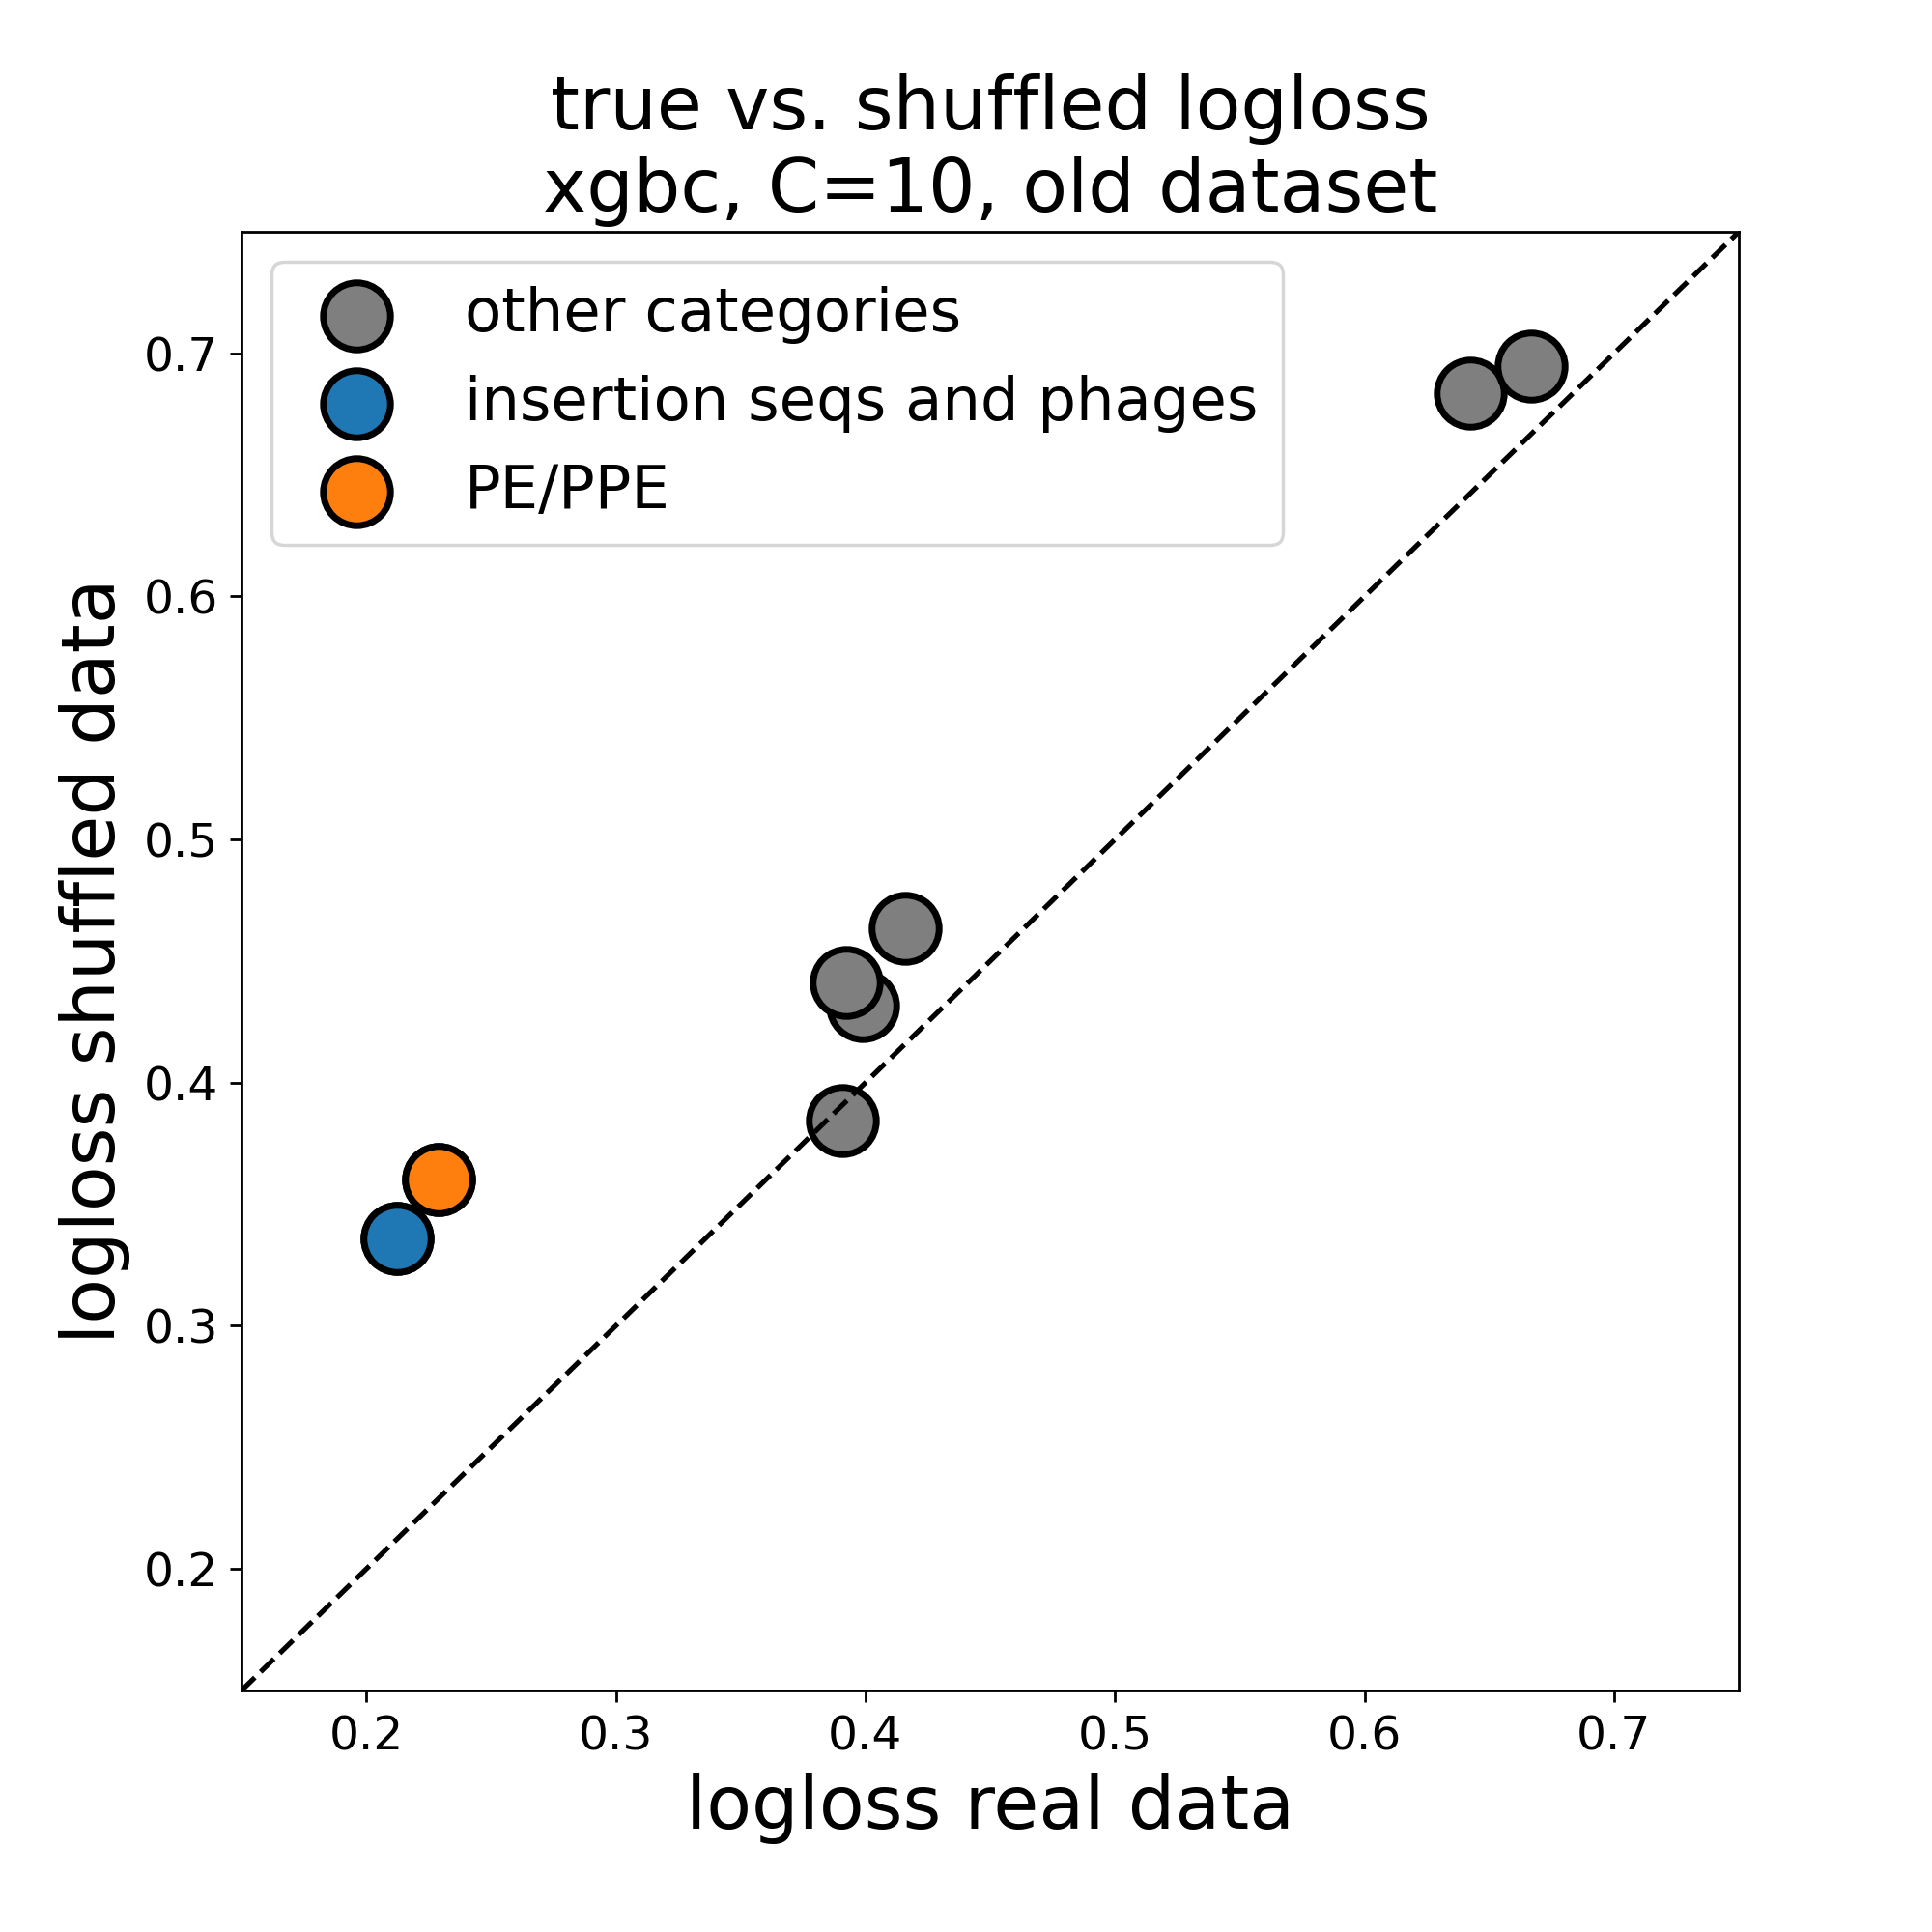 true vs. shuffled logloss
xgbc, C=10, old dataset
other categories
insertion seqs and phages
PE/PPE
logloss shuffled data
0.7
0.6
0.5
0.4
0.3
0.2
0.2 0.3 0.4 0.5 0.6 0.7
logloss real data